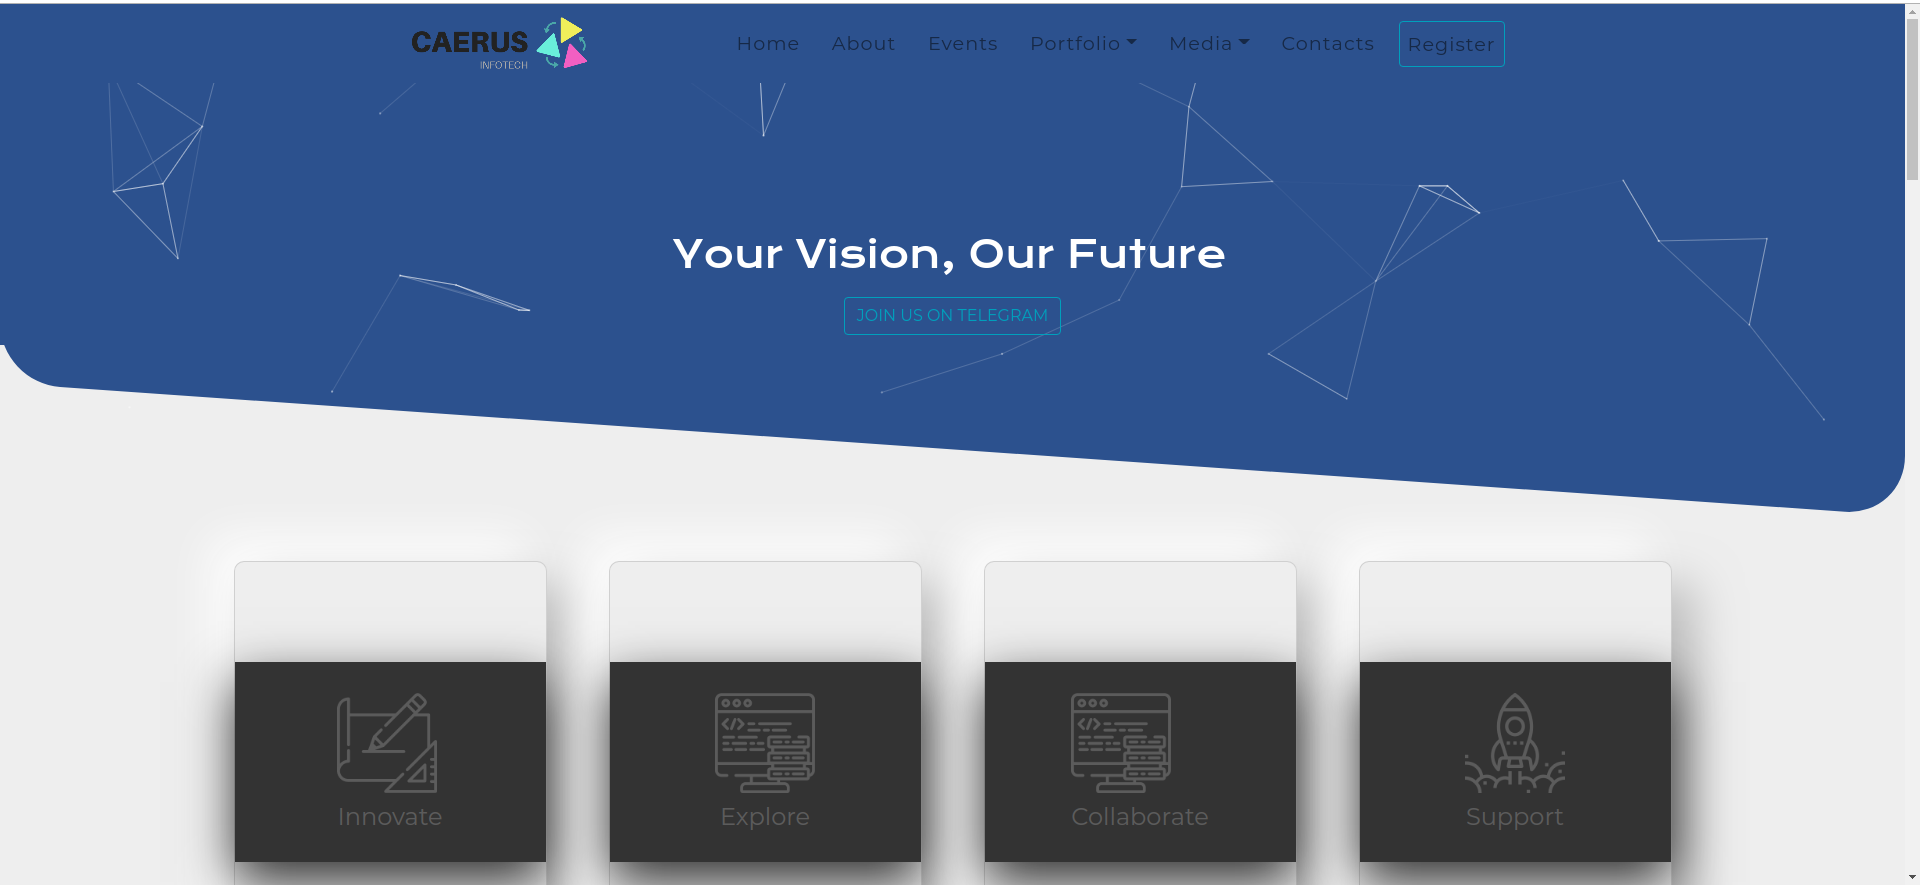 CAERUS
INFOTECH
Home About Events Portfolio Media Contacts Register
Your Vision, Our Future
JOIN US ON TELEGRAM
Innovate Explore Collaborate Support